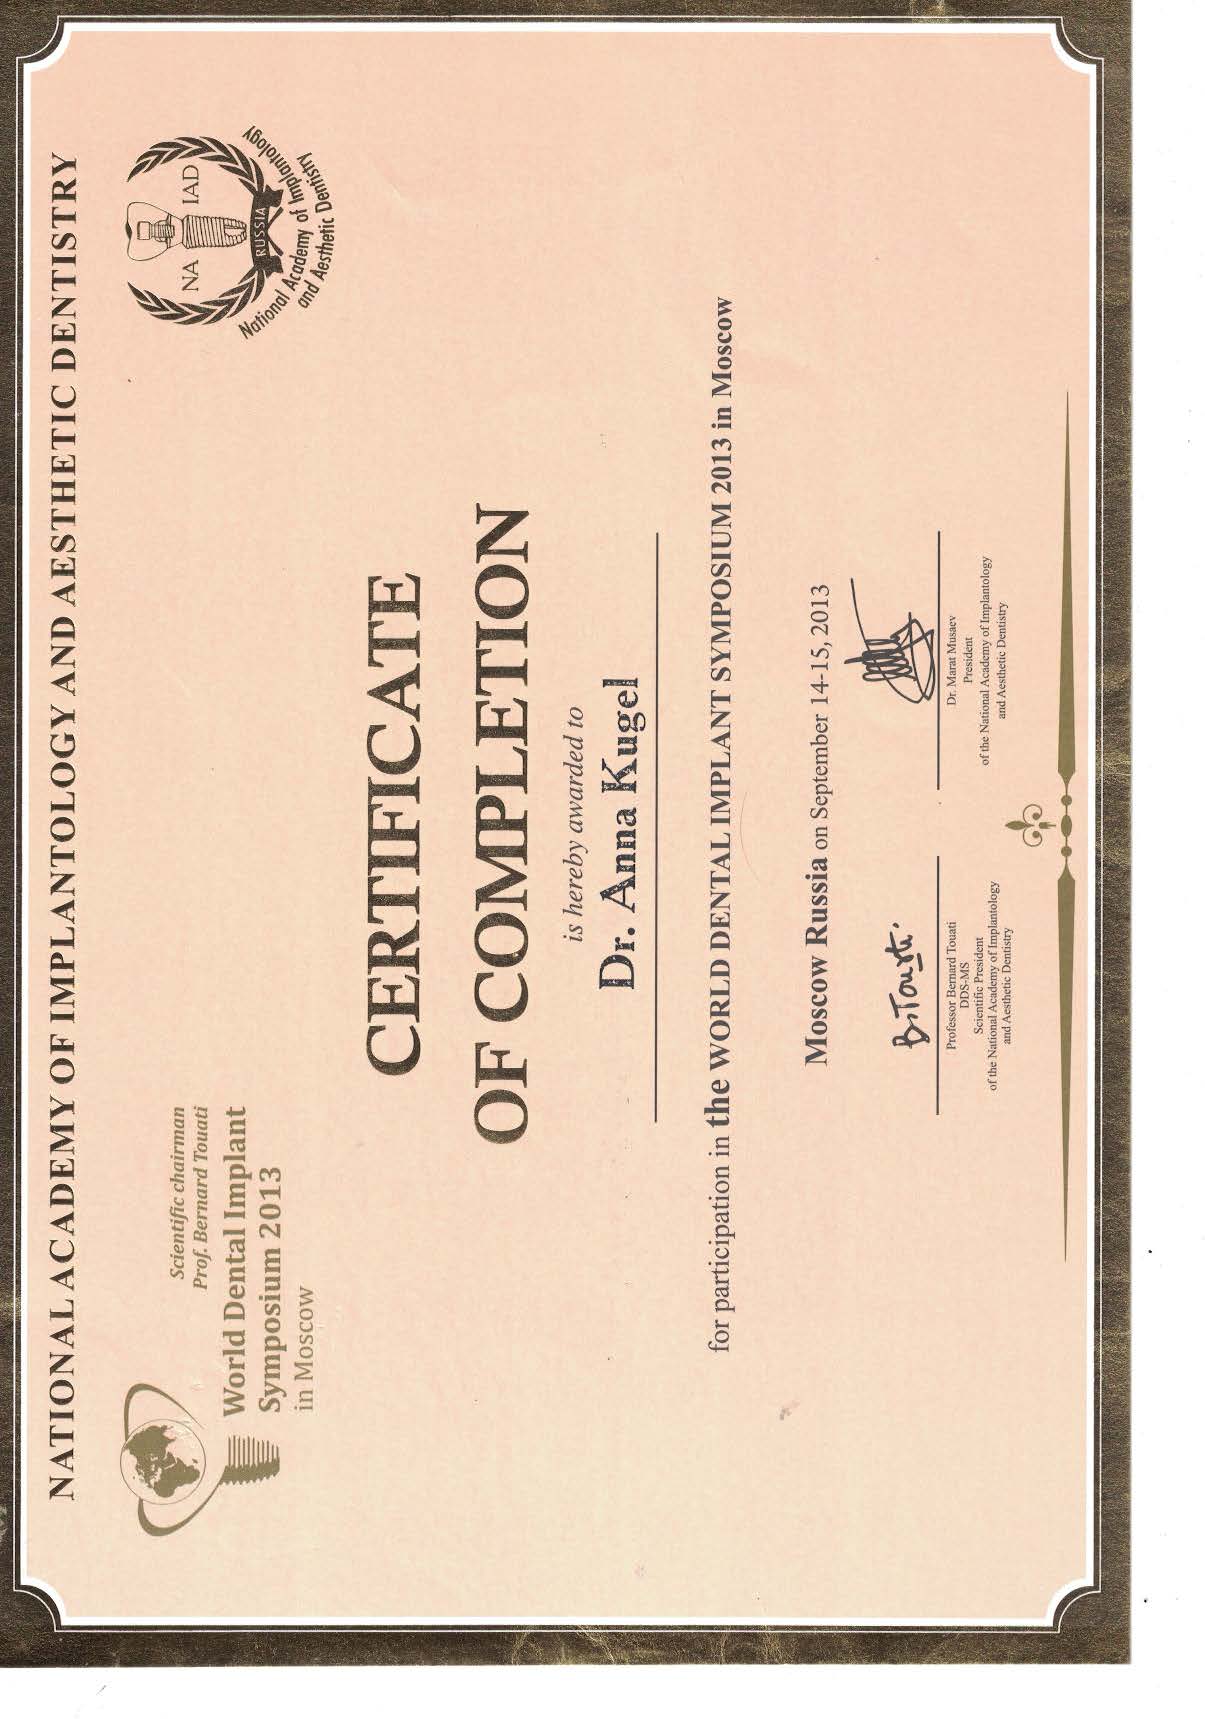 NATIONAL ACADEMY OF IMPLANTOLOGY AND AESTHETIC DENTISTRY
Scientific chairman
Prof. Bernard Touati
World Dental Implant
Symposium 2013
in Moscow
NA IAD
RUSSIA
National Academy of Implantology
and Aesthetic Dentistry
CERTIFICATE
OF COMPLETION
is hereby awarded to
Dr. Anna Kugel
for participation in the WORLD DENTAL IMPLANT SYMPOSIUM 2013 in Moscow
Moscow Russia on September 14-15, 2013
B. Touati.
Professor Bernard Touati
DDS-MS
Scientific President
of the National Academy of Implantology
and Aesthetic Dentistry
Dr. Marat Musaev
President
of the National Academy of Implantology
and Aesthetic Dentistry